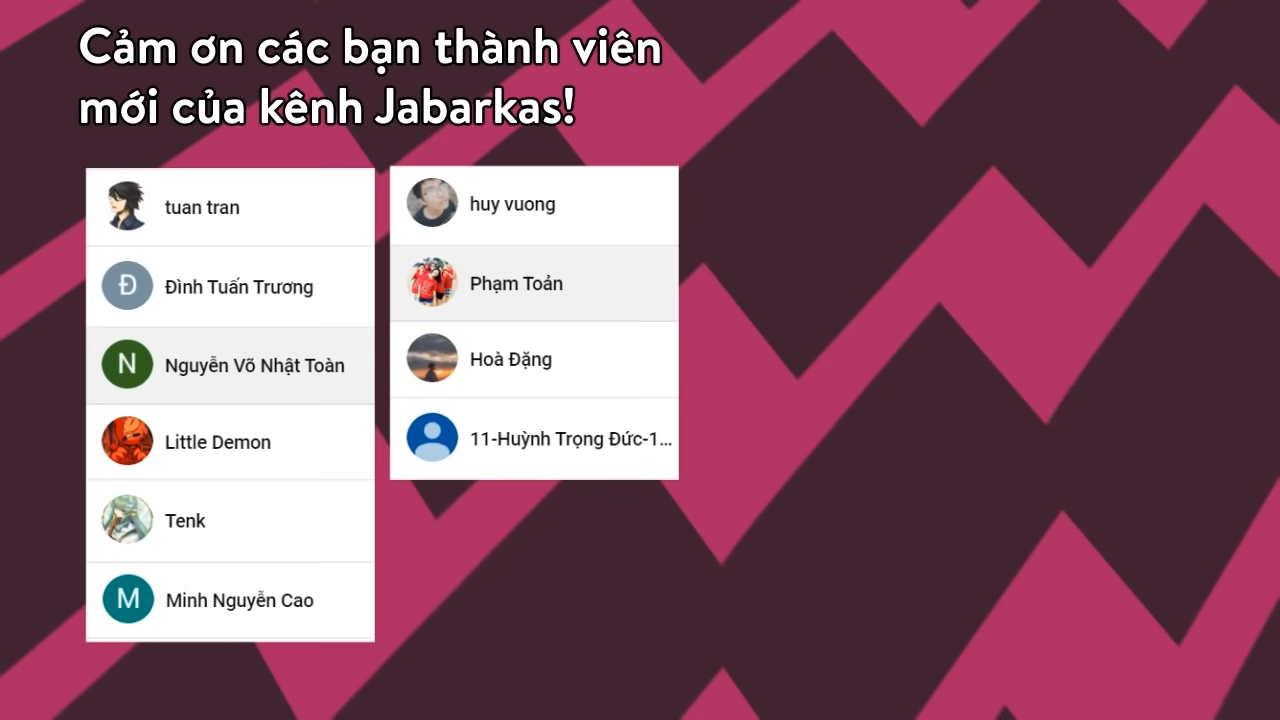 Cảm ơn các bạn thành viên
mới của kênh Jabarkas!
tuan tran
Đ
Đình Tuấn Trương
N
Nguyễn Võ Nhật Toàn
Little Demon
Tenk
M
Minh Nguyễn Cao
huy vuong
Phạm Toản
Hoà Đặng
11-Huỳnh Trọng Đức-1...